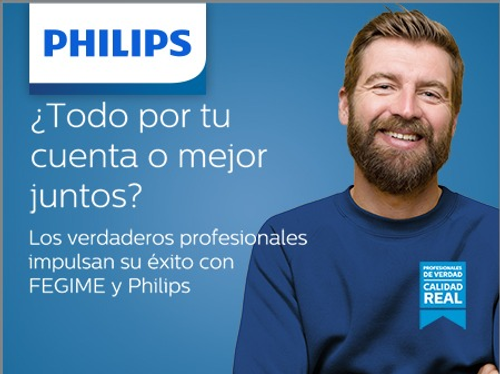 PHILIPS
¿Todo por tu
cuenta o mejor
juntos?
Los verdaderos profesionales
impulsan su éxito con
FEGIME y Philips
PROFESIONALES
DE VERDAD
CALIDAD
REAL